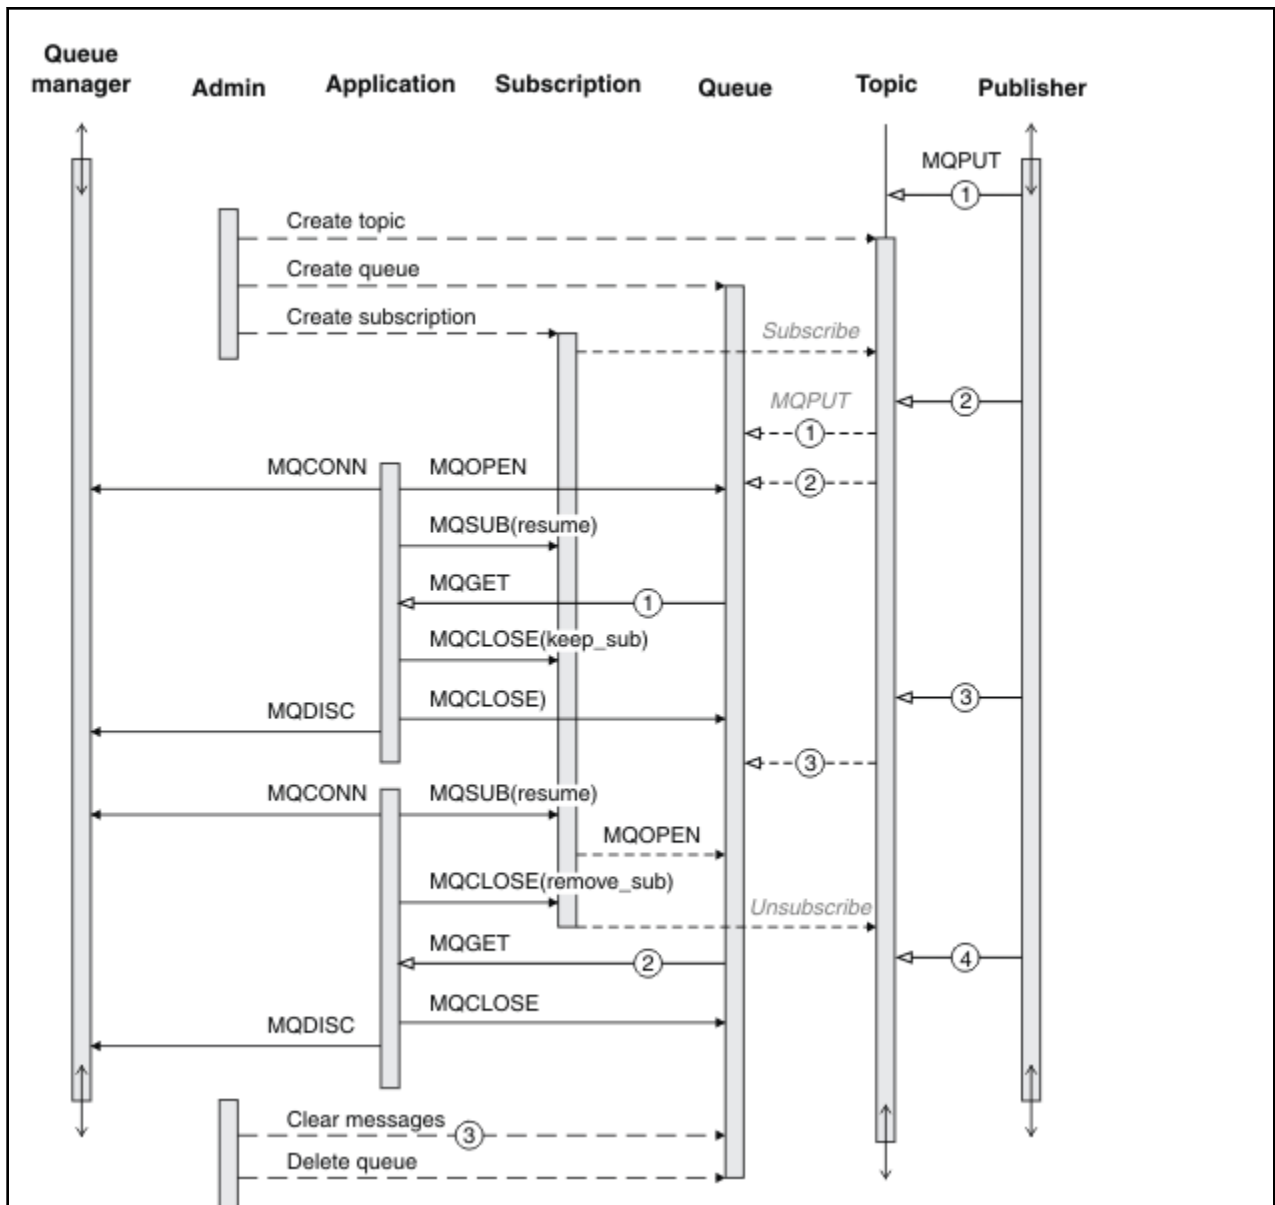 Queue
manager
Admin
Application
Subscription
Queue
Topic
Publisher
MQPUT
1
Create topic
Create queue
Create subscription
Subscribe
MQPUT
2
1
MQCONN
MQOPEN
2
MQSUB(resume)
MQGET
1
MQCLOSE(keep_sub)
MQDISC
MQCLOSE)
3
3
MQCONN
MQSUB(resume)
MQOPEN
MQCLOSE(remove_sub)
Unsubscribe
MQGET
2
4
MQCLOSE
MQDISC
Clear messages
3
Delete queue